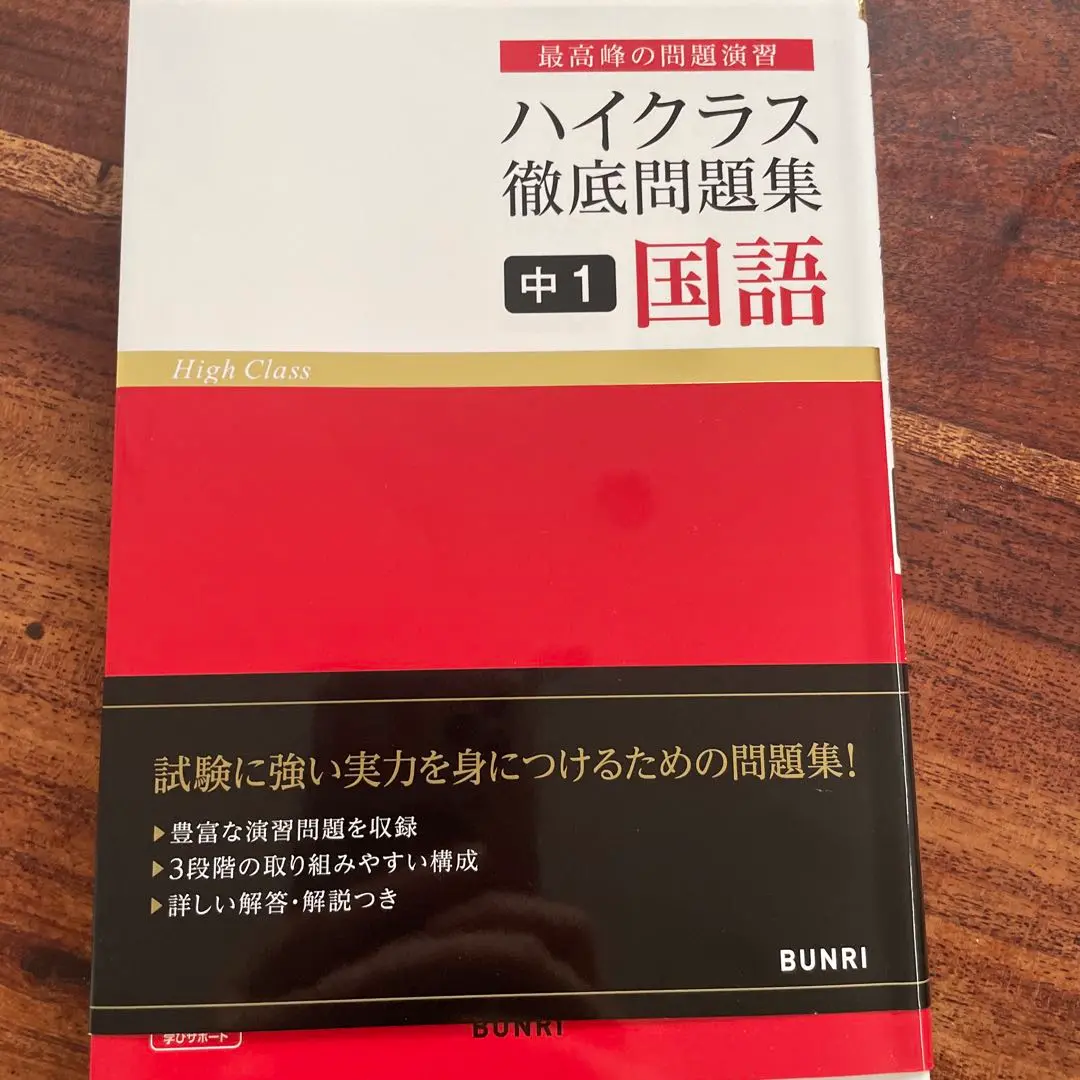 最高峰の問題演習
ハイクラス
徹底問題集
中1 国語
High Class
試験に強い実力を身につけるための問題集!
▶豊富な演習問題を収録
▶3段階の取り組みやすい構成
▶詳しい解答・解説つき
BUNRI
学びサポート
BUNRI